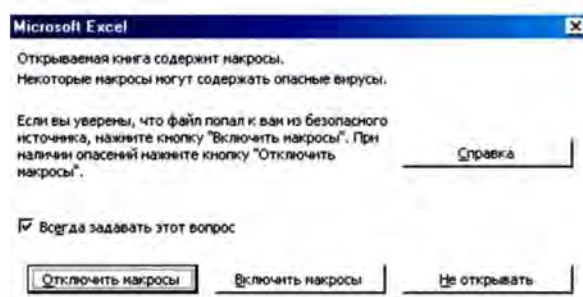 Microsoft Excel
Открываемая книга содержит макросы.
Некоторые макросы могут содержать опасные вирусы.
Если вы уверены, что файл попал к вам из безопасного
источника, нажмите кнопку "Включить макросы". При
наличии опасений нажмите кнопку "Отключить
макросы".
Справка
Всегда задавать этот вопрос
Отключить макросы
Включить макросы
Не открывать